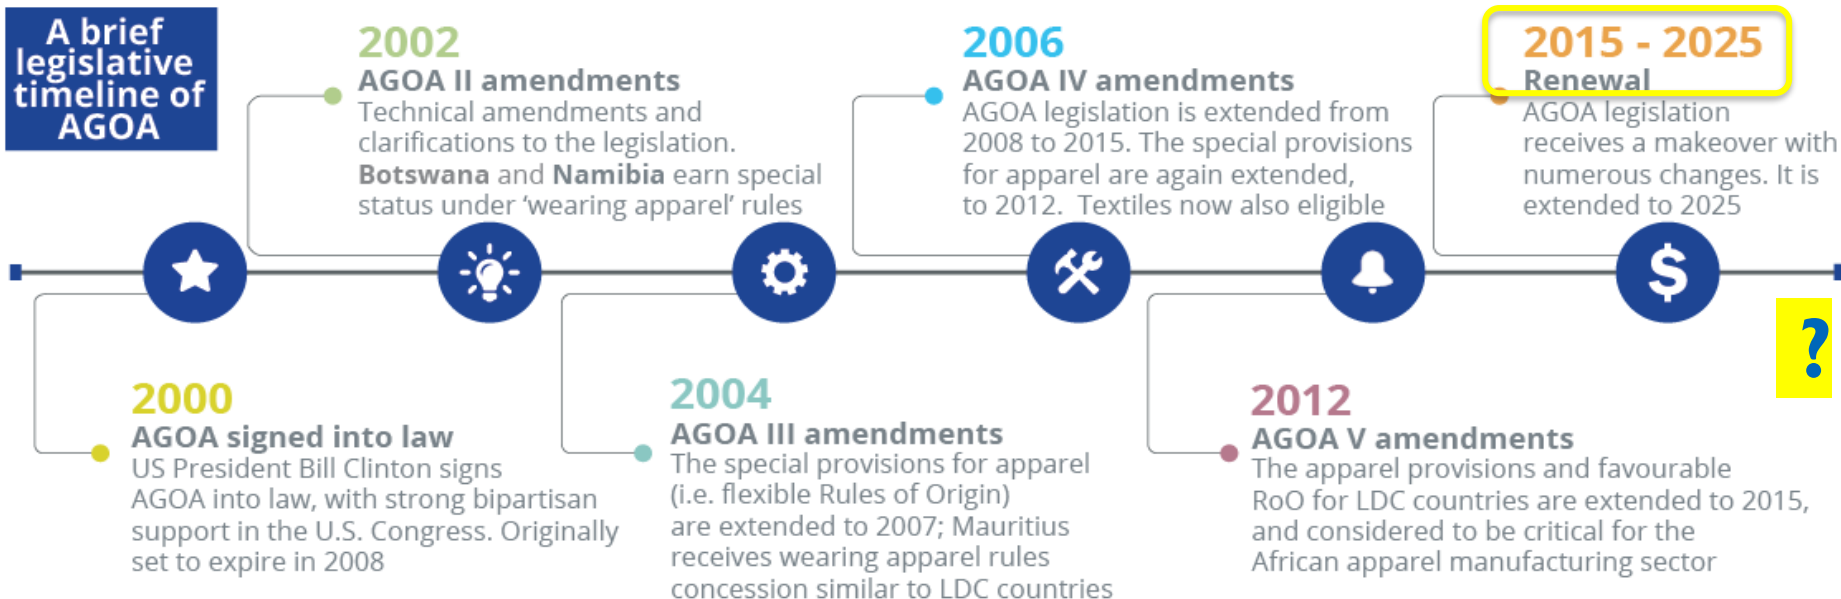 A brief
legislative
timeline of
AGOA
2002
AGOA II amendments
Technical amendments and
clarifications to the legislation.
Botswana and Namibia earn special
status under ‘wearing apparel’ rules
2006
AGOA IV amendments
AGOA legislation is extended from
2008 to 2015. The special provisions
for apparel are again extended,
to 2012. Textiles now also eligible
2015 - 2025
Renewal
AGOA legislation
receives a makeover with
numerous changes. It is
extended to 2025
$
?
2000
AGOA signed into law
US President Bill Clinton signs
AGOA into law, with strong bipartisan
support in the U.S. Congress. Originally
set to expire in 2008
2004
AGOA III amendments
The special provisions for apparel
(i.e. flexible Rules of Origin)
are extended to 2007; Mauritius
receives wearing apparel rules
concession similar to LDC countries
2012
AGOA V amendments
The apparel provisions and favourable
RoO for LDC countries are extended to 2015,
and considered to be critical for the
African apparel manufacturing sector